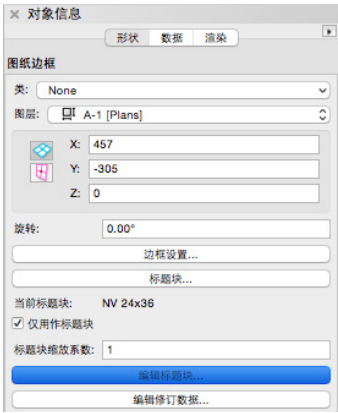 对象信息
形状 数据 渲染
图纸边框
类: None
图层: A-1 [Plans]
X: 457
Y: -305
Z: 0
旋转: 0.00°
边框设置...
标题块...
当前标题块: NV 24x36
仅用作标题块
标题块缩放系数: 1
编辑标题块...
编辑修订数据...